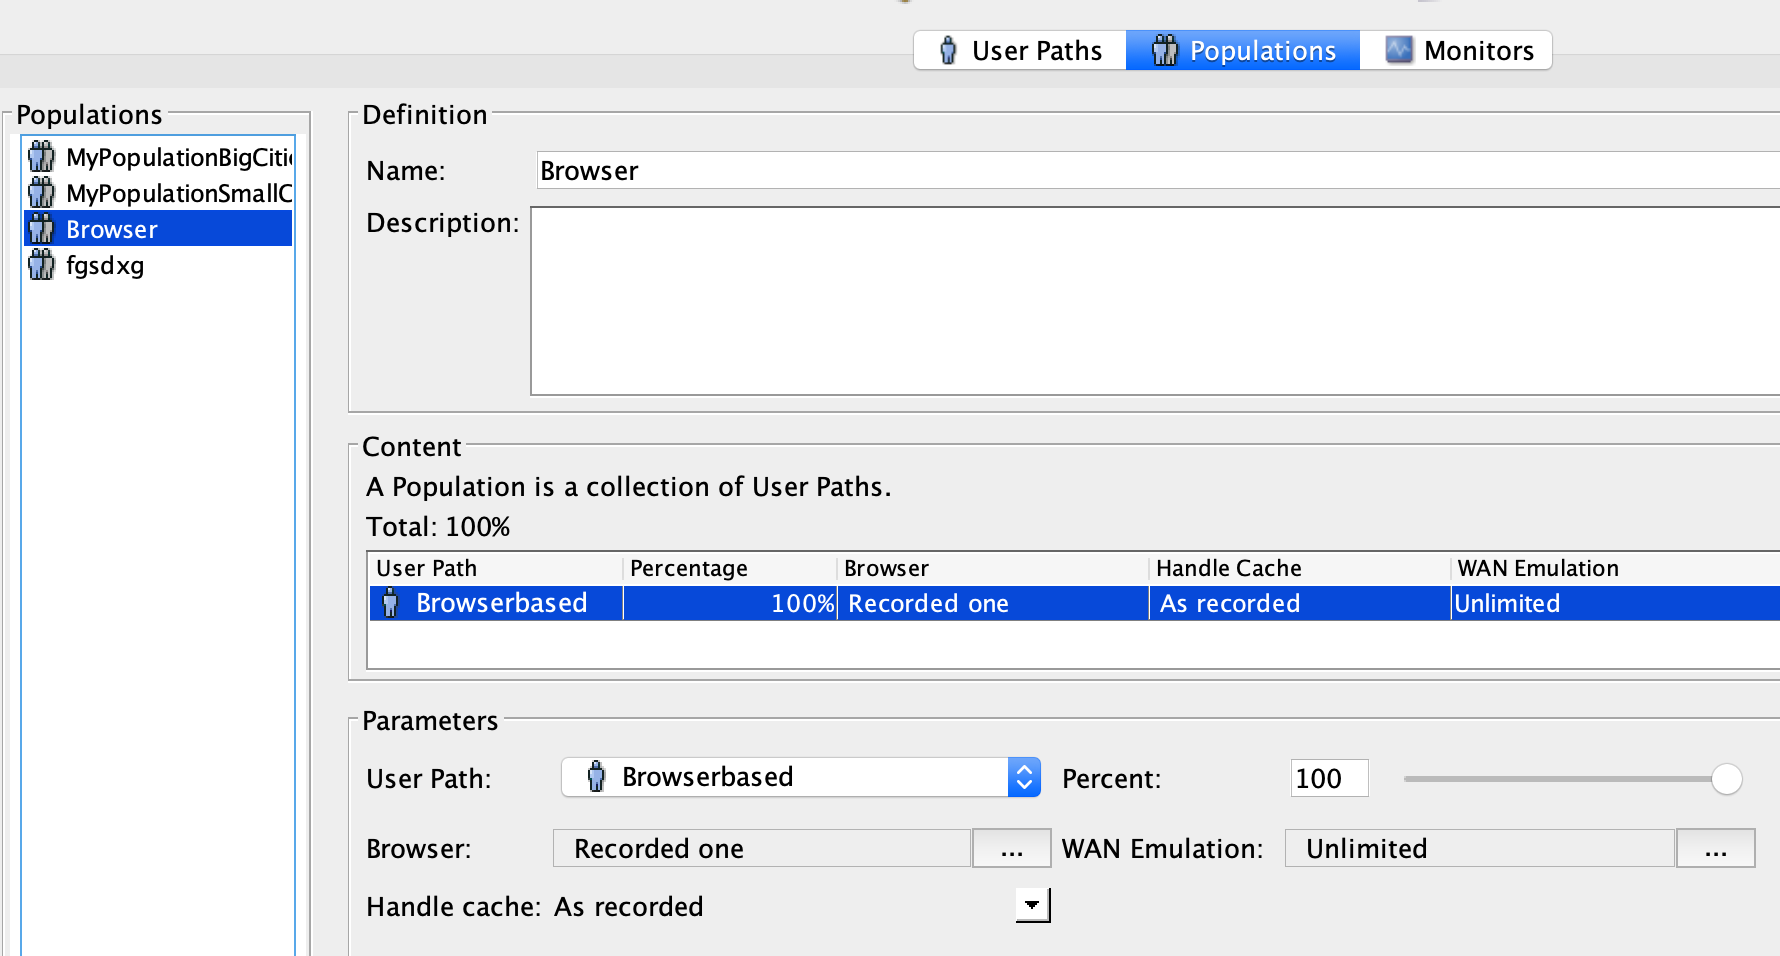 User Paths Populations Monitors
Populations
MyPopulationBigCitie
MyPopulationSmallC
Browser
fgsdxg
Definition
Name: Browser
Description:
Content
A Population is a collection of User Paths.
Total: 100%
User Path Percentage Browser Handle Cache WAN Emulation
Browserbased 100% Recorded one As recorded Unlimited
Parameters
User Path: Browserbased Percent: 100
Browser: Recorded one ... WAN Emulation: Unlimited ...
Handle cache: As recorded